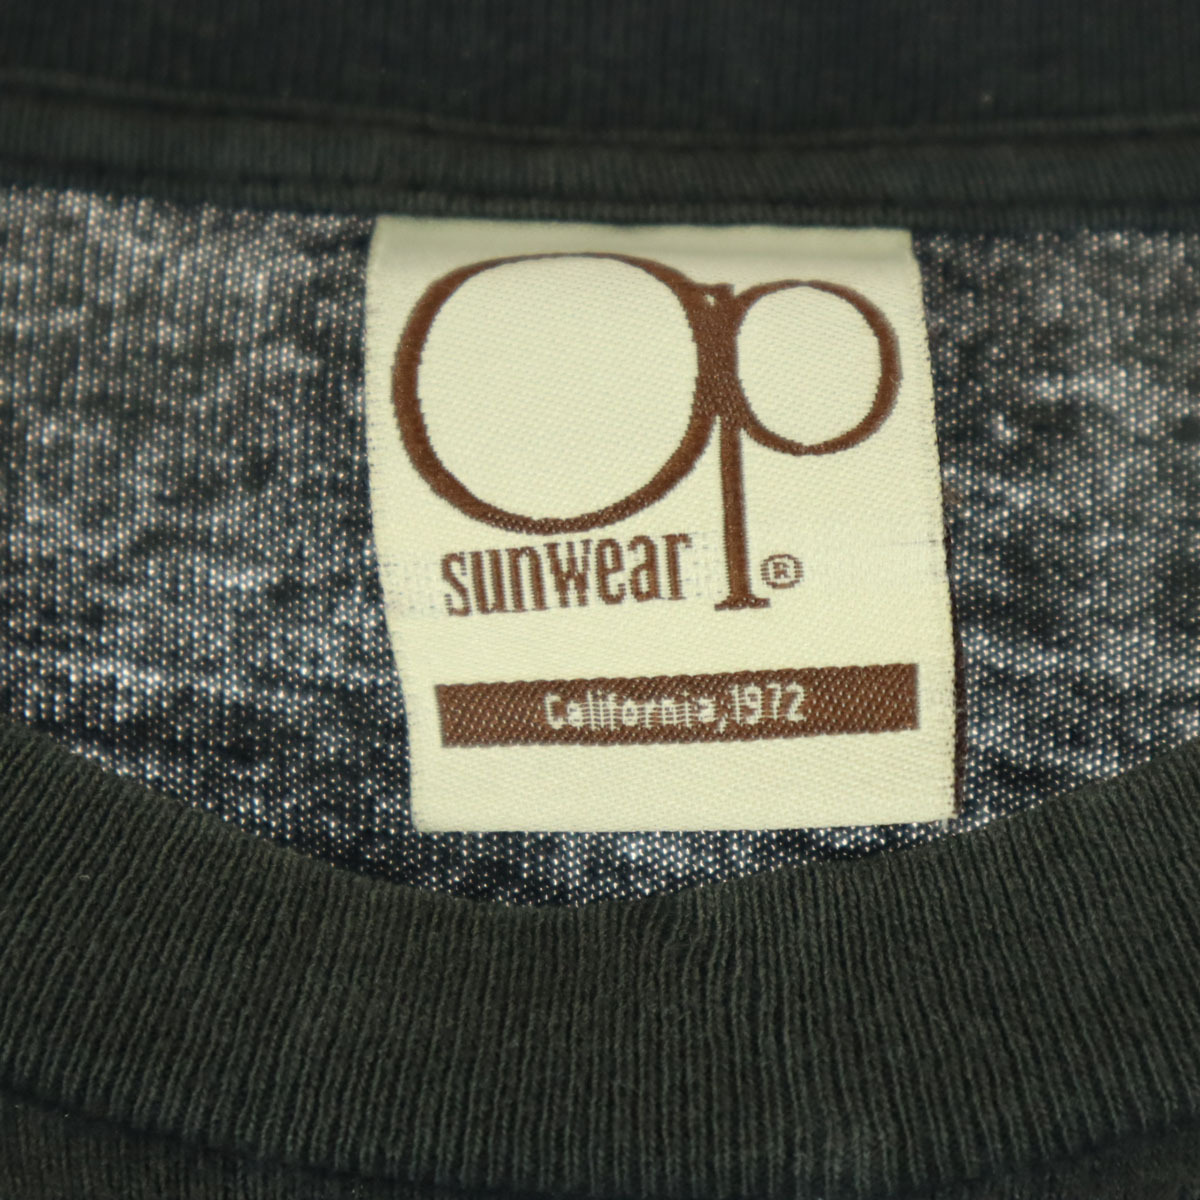 Op
sunwear ®
California, 1972